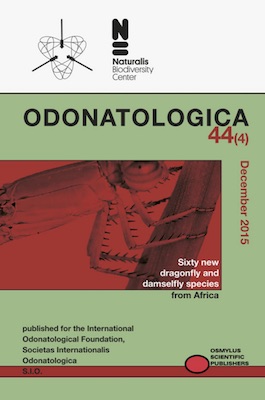 Naturalis
Biodiversity
Center
ODONATOLOGICA
44(4)
December 2015
Sixty new
dragonfly and
damselfly species
from Africa
published for the International
Odonatological Foundation,
Societas Internationalis
Odonatologica
S.I.O.
OSMYLUS
SCIENTIFIC
PUBLISHERS